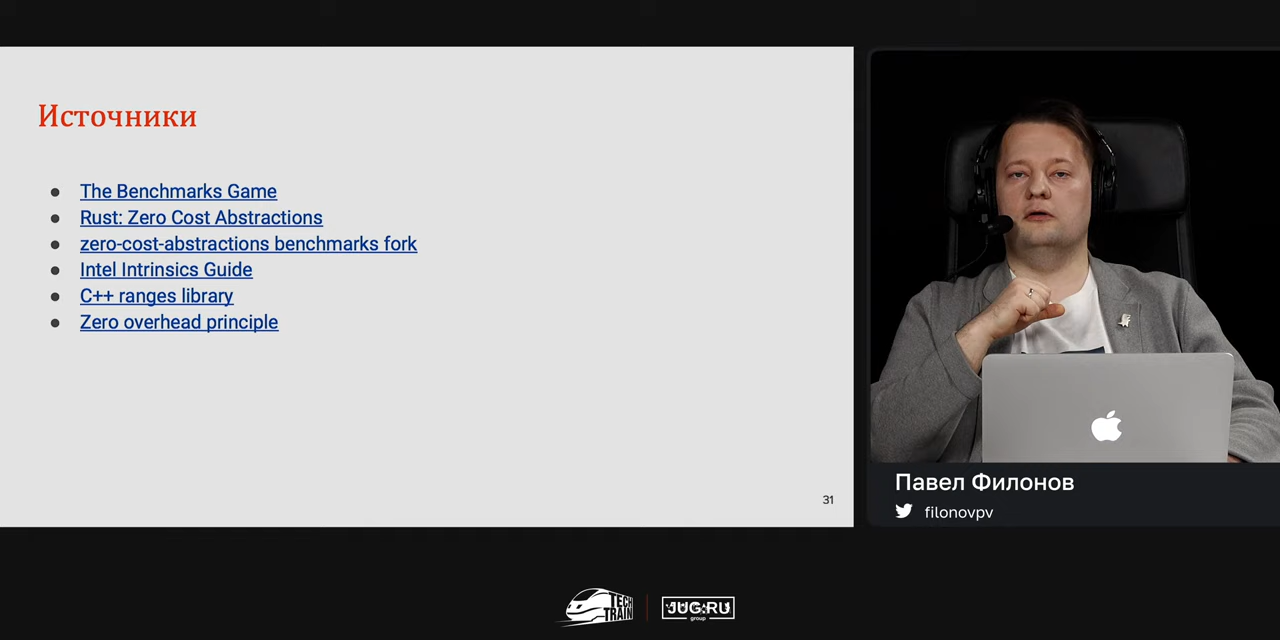 Источники
The Benchmarks Game
Rust: Zero Cost Abstractions
zero-cost-abstractions benchmarks fork
Intel Intrinsics Guide
C++ ranges library
Zero overhead principle
31
Павел Филонов
filonovpv
TECH
TRAIN
JUG.RU
group